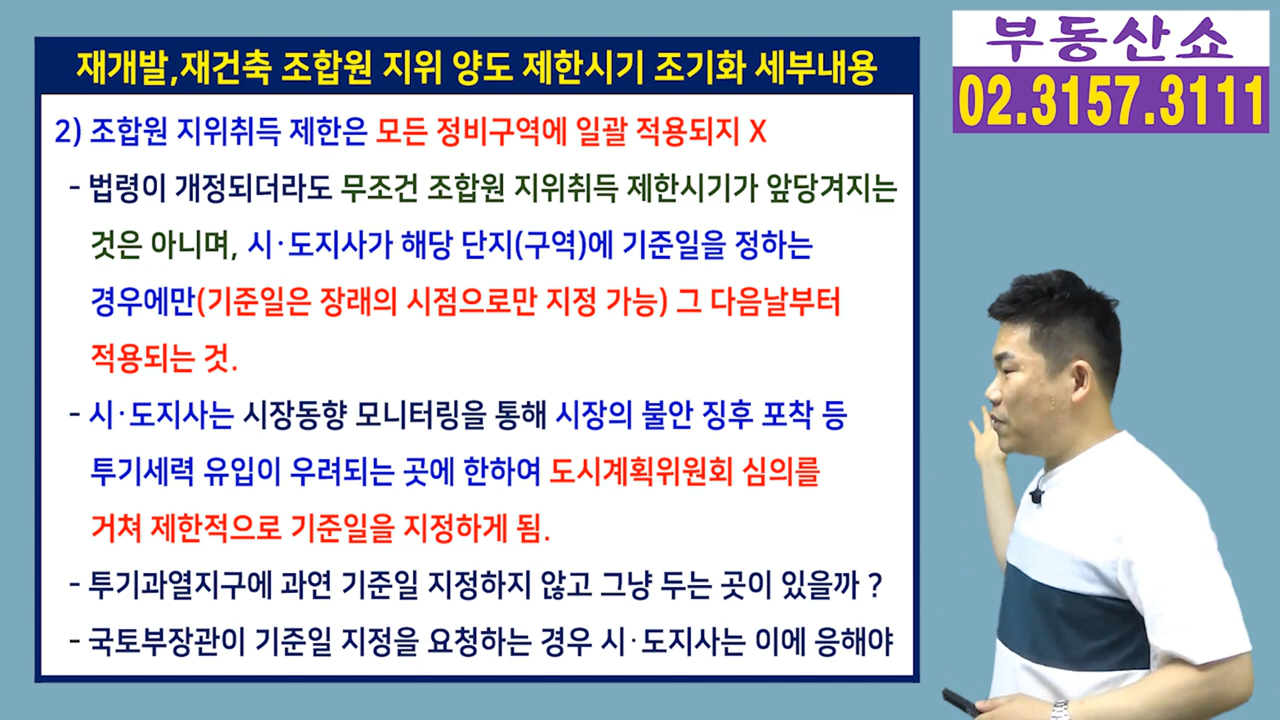 재개발,재건축 조합원 지위 양도 제한시기 조기화 세부내용
부동산쇼
02.3157.3111
2) 조합원 지위취득 제한은 모든 정비구역에 일괄 적용되지 X
- 법령이 개정되더라도 무조건 조합원 지위취득 제한시기가 앞당겨지는
것은 아니며, 시·도지사가 해당 단지(구역)에 기준일을 정하는
경우에만(기준일은 장래의 시점으로만 지정 가능) 그 다음날부터
적용되는 것.
- 시·도지사는 시장동향 모니터링을 통해 시장의 불안 징후 포착 등
투기세력 유입이 우려되는 곳에 한하여 도시계획위원회 심의를
거쳐 제한적으로 기준일을 지정하게 됨.
- 투기과열지구에 과연 기준일 지정하지 않고 그냥 두는 곳이 있을까 ?
- 국토부장관이 기준일 지정을 요청하는 경우 시·도지사는 이에 응해야